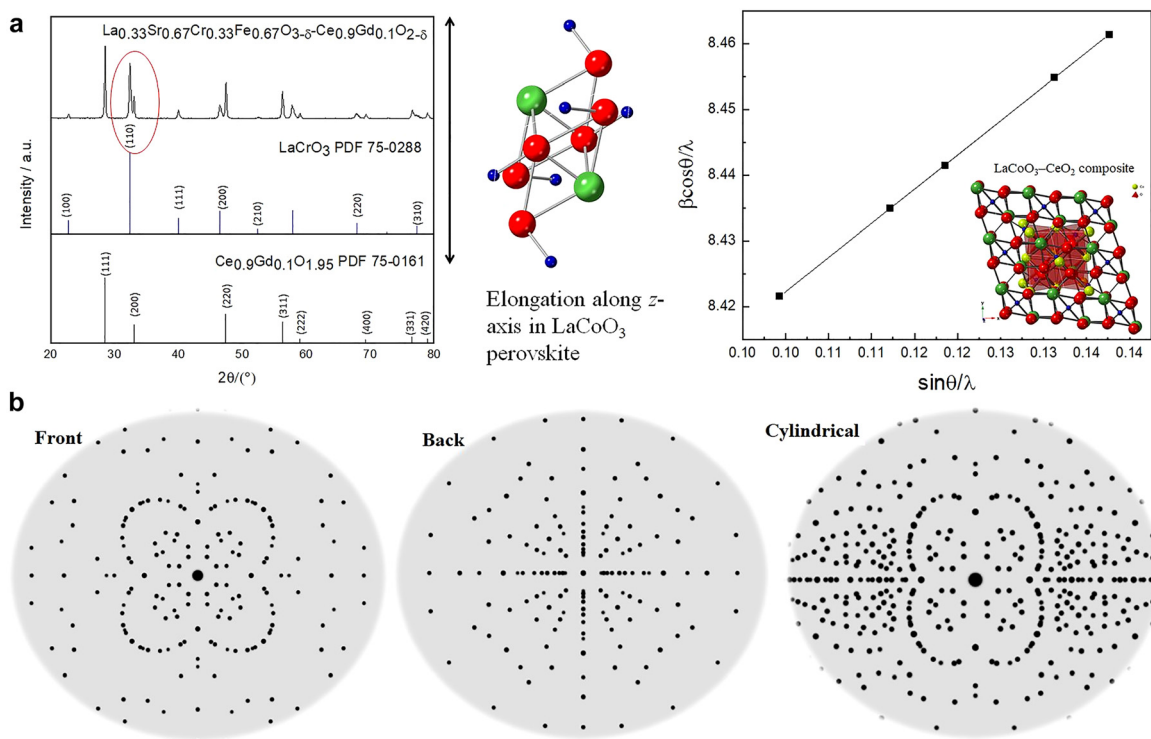 a
La0.33Sr0.67Cr0.33Fe0.67O3-δ-Ce0.9Gd0.1O2-δ
(110)
LaCrO3 PDF 75-0288
(100)
(111)
(200)
(210)
(220)
(310)
Ce0.9Gd0.1O1.95 PDF 75-0161
(111)
(200)
(220)
(311)
(222)
(400)
(331)
(420)
Intensity / a.u.
20 30 40 50 60 70 80
2θ/(°)
Elongation along z-
axis in LaCoO3
perovskite
8.46
8.45
8.44
8.43
8.42
βcosθ/λ
LaCoO3–CeO2 composite
0.10 0.10 0.11 0.12 0.12 0.13 0.13 0.14
sinθ/λ
b
Front
Back
Cylindrical